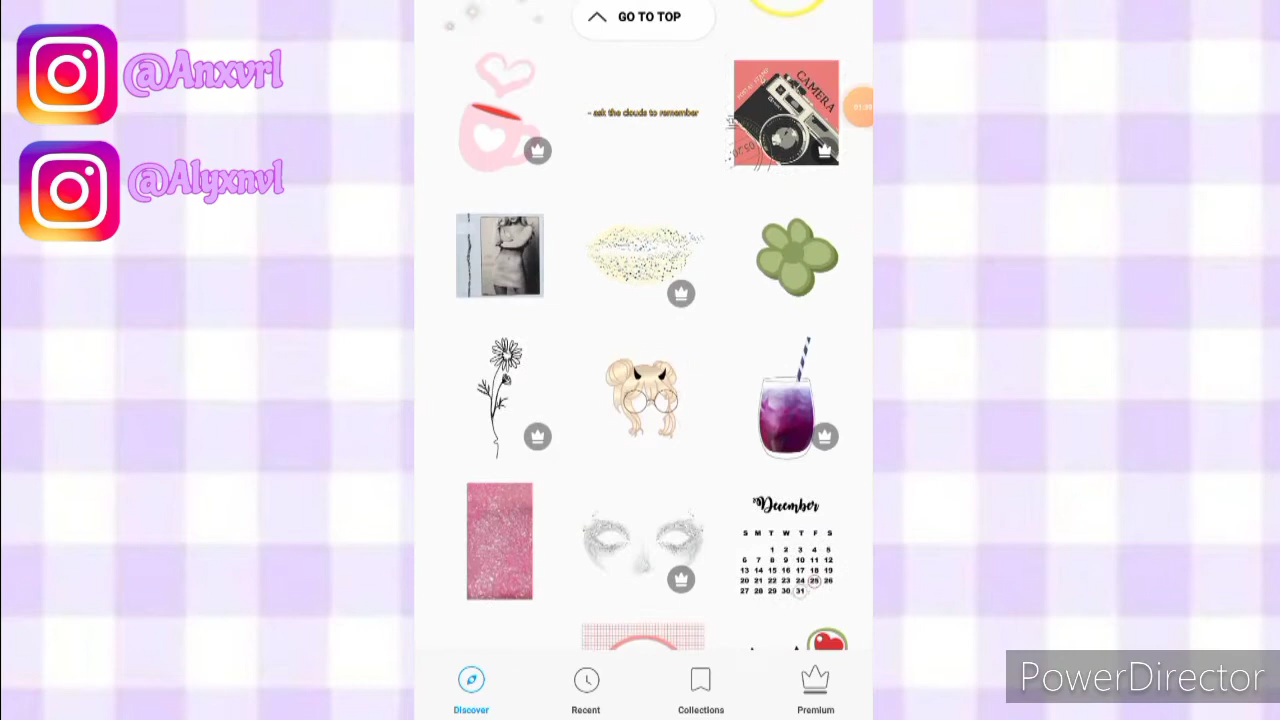 GO TO TOP
@Anxvrl
@Alyxnvl
- ask the clouds to remember
CAMERA
December
S M T W T F S
1 2 3 4 5
6 7 8 9 10 11 12
13 14 15 16 17 18 19
20 21 22 23 24 25 26
27 28 29 30 31
Discover
Recent
Collections
Premium
PowerDirector